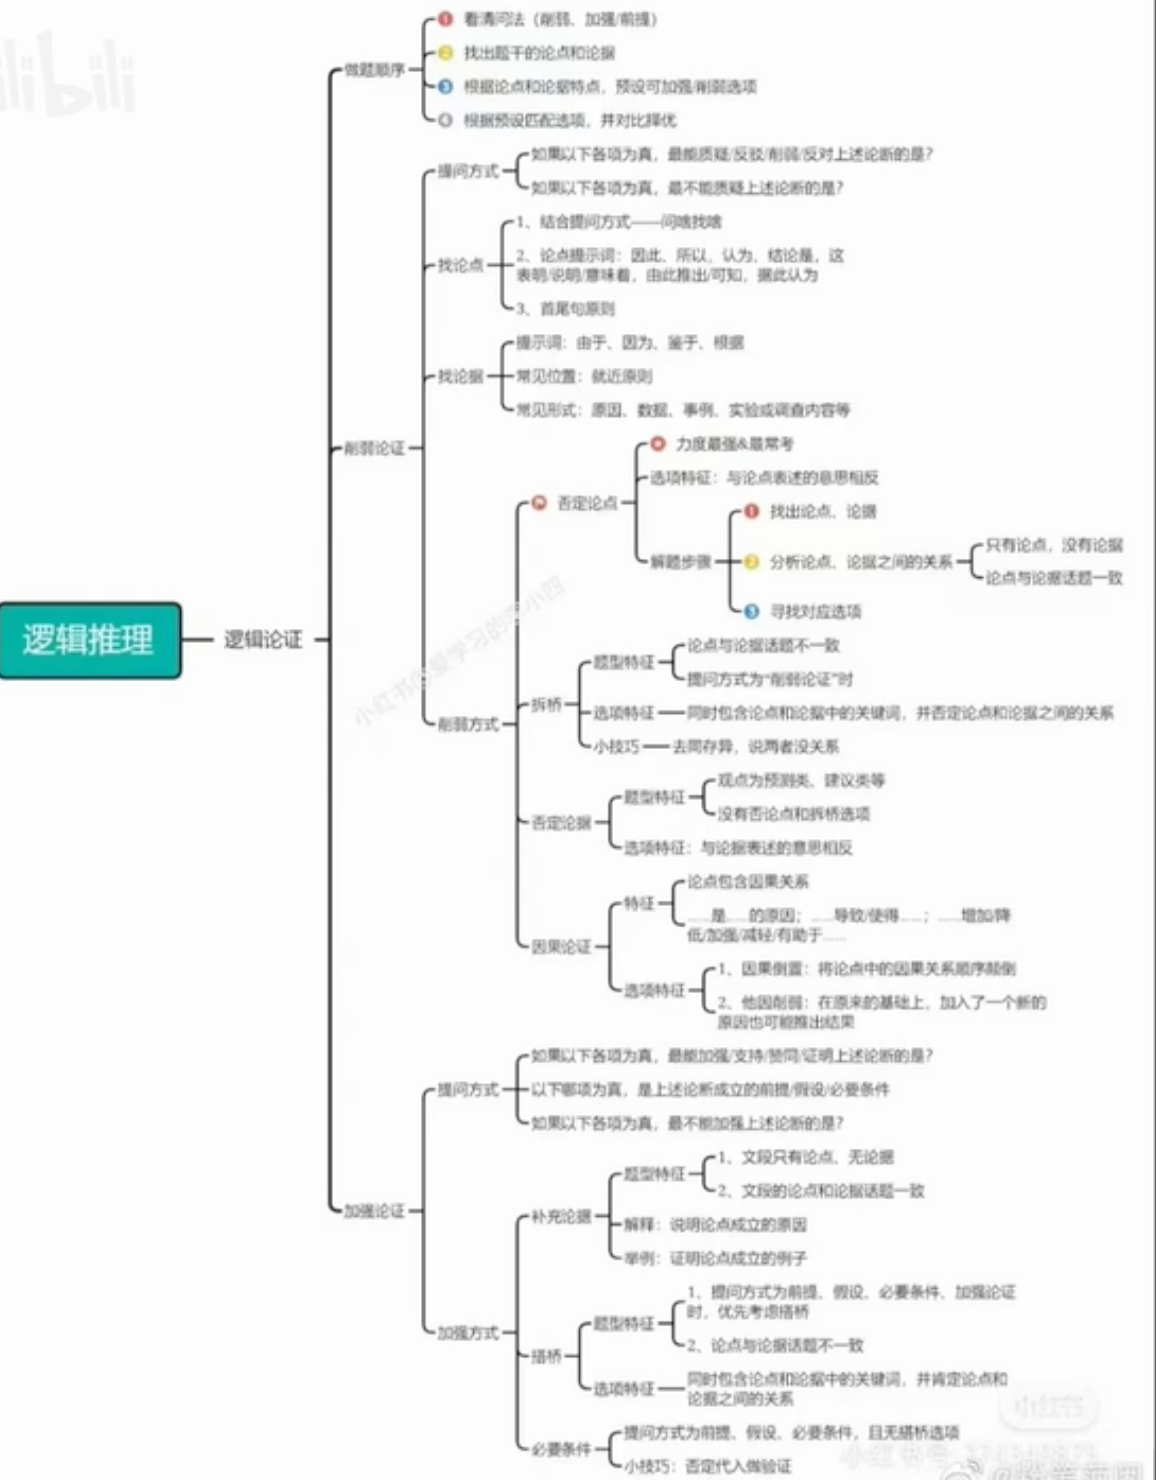 逻辑推理
逻辑论证
做题顺序
1 看清问法（削弱、加强/前提）
2 找出题干的论点和论据
3 根据论点和论据特点，预设可加强/削弱选项
4 根据预设匹配选项，并对比择优
削弱论证
提问方式
如果以下各项为真，最能质疑/反驳/削弱/反对上述论断的是？
如果以下各项为真，最不能质疑上述论断的是？
找论点
1、结合提问方式——问啥找啥
2、论点提示词：因此、所以、认为、结论是，这
表明/说明/意味着，由此推出/可知，据此认为
3、首尾句原则
找论据
提示词：由于、因为、鉴于、根据
常见位置：就近原则
常见形式：原因、数据、事例、实验或调查内容等
削弱方式
否定论点
力度最强&最常考
选项特征：与论点表述的意思相反
解题步骤
1 找出论点、论据
2 分析论点、论据之间的关系
只有论点，没有论据
论点与论据话题一致
3 寻找对应选项
拆桥
题型特征
论点与论据话题不一致
提问方式为“削弱论证”时
选项特征
同时包含论点和论据中的关键词，并否定论点和论据之间的关系
小技巧
去同存异，说两者没关系
否定论据
题型特征
观点为预测类、建议类等
没有否论点和拆桥选项
选项特征：与论据表述的意思相反
因果论证
特征
论点包含因果关系
……是……的原因；……导致/使得……；……增加/降
低/加强/减轻/有助于……
选项特征
1、因果倒置：将论点中的因果关系顺序颠倒
2、他因削弱：在原来的基础上，加入了一个新的
原因也可能推出结果
加强论证
提问方式
如果以下各项为真，最能加强/支持/赞同/证明上述论断的是？
以下哪项为真，是上述论断成立的前提/假设/必要条件
如果以下各项为真，最不能加强上述论断的是？
加强方式
补充论据
题型特征
1、文段只有论点、无论据
2、文段的论点和论据话题一致
解释：说明论点成立的原因
举例：证明论点成立的例子
搭桥
题型特征
1、提问方式为前提、假设、必要条件、加强论证
时，优先考虑搭桥
2、论点与论据话题不一致
选项特征
同时包含论点和论据中的关键词，并肯定论点和
论据之间的关系
必要条件
提问方式为前提、假设、必要条件，且无搭桥选项
小技巧：否定代入做验证
小红书